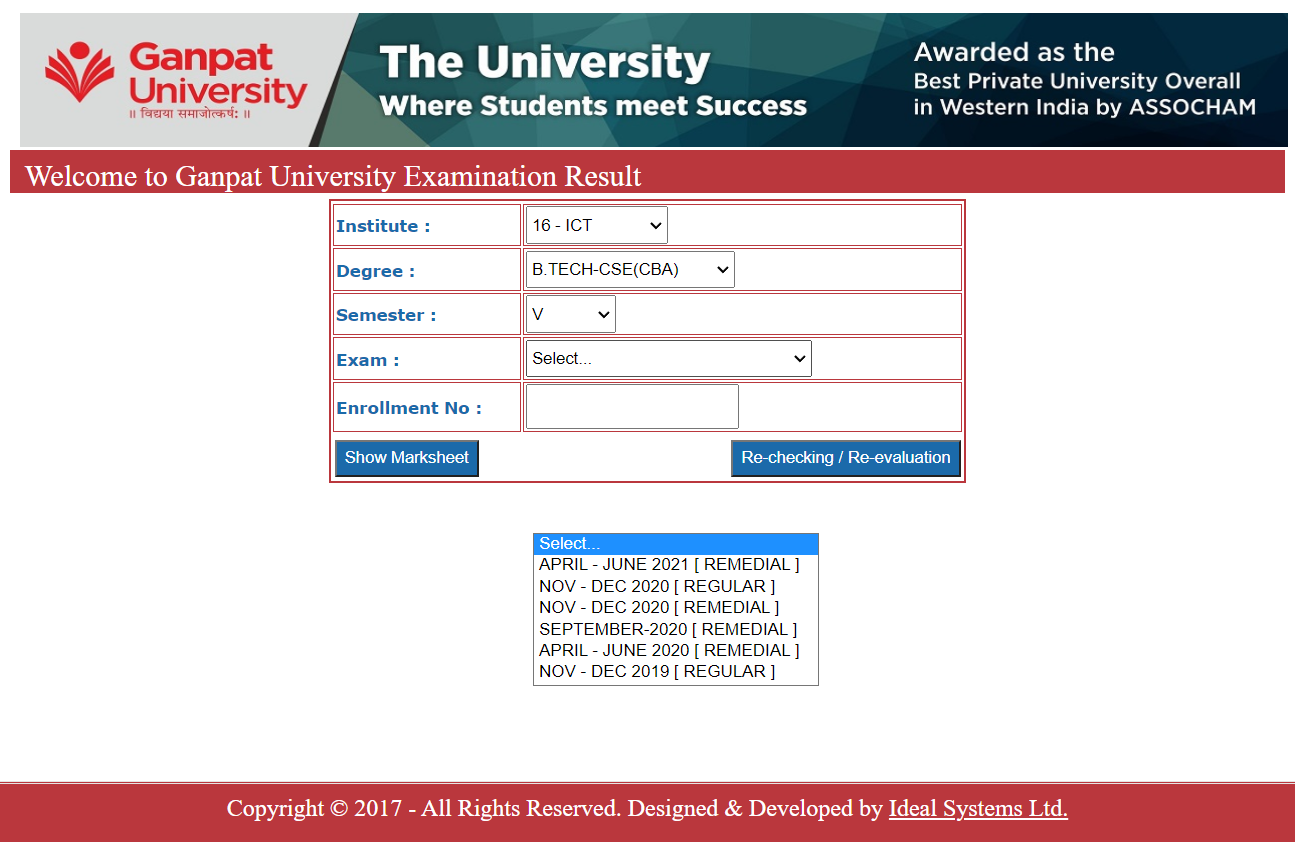 Ganpat
University
॥ विद्यया समाजोत्कर्षः ॥
The University
Where Students meet Success
Awarded as the
Best Private University Overall
in Western India by ASSOCHAM
Welcome to Ganpat University Examination Result
Institute : 16 - ICT
Degree : B.TECH-CSE(CBA)
Semester : V
Exam : Select...
Enrollment No :
Show Marksheet Re-checking / Re-evaluation
Select...
APRIL - JUNE 2021 [ REMEDIAL ]
NOV - DEC 2020 [ REGULAR ]
NOV - DEC 2020 [ REMEDIAL ]
SEPTEMBER-2020 [ REMEDIAL ]
APRIL - JUNE 2020 [ REMEDIAL ]
NOV - DEC 2019 [ REGULAR ]
Copyright © 2017 - All Rights Reserved. Designed & Developed by Ideal Systems Ltd.